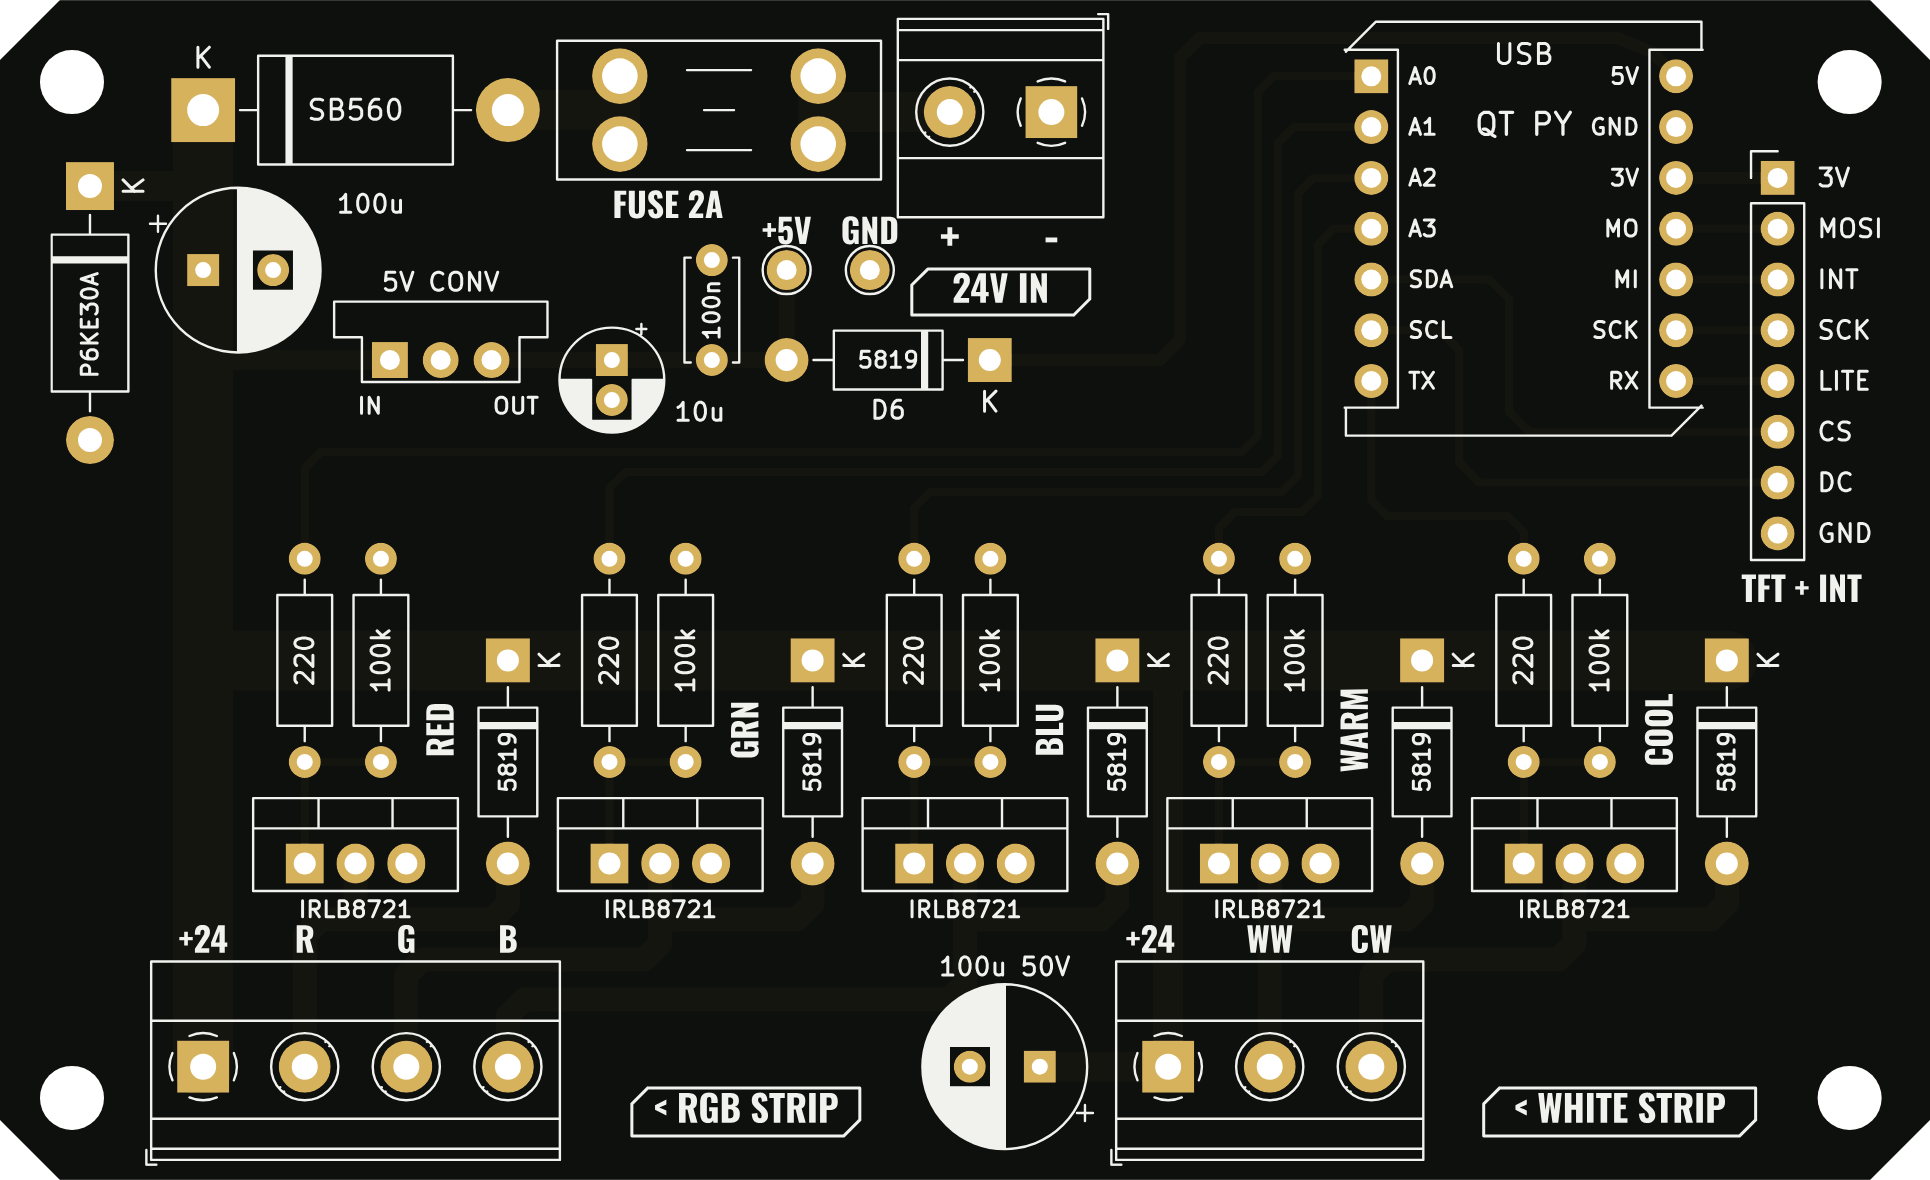 K
SB560
K
100u
+
P6KE30A
FUSE 2A
+ -
24V IN
+5V GND
5V CONV
IN OUT
+
10u
100n
5819
D6
K
USB
QT PY
A0 5V
A1 GND
A2 3V
A3 MO
SDA MI
SCL SCK
TX RX
3V
MOSI
INT
SCK
LITE
CS
DC
GND
TFT + INT
220
100k
RED
K
5819
IRLB8721
220
100k
GRN
K
5819
IRLB8721
220
100k
BLU
K
5819
IRLB8721
220
100k
WARM
K
5819
IRLB8721
220
100k
COOL
K
5819
IRLB8721
+24 R G B
< RGB STRIP
100u 50V
+
+24 WW CW
< WHITE STRIP